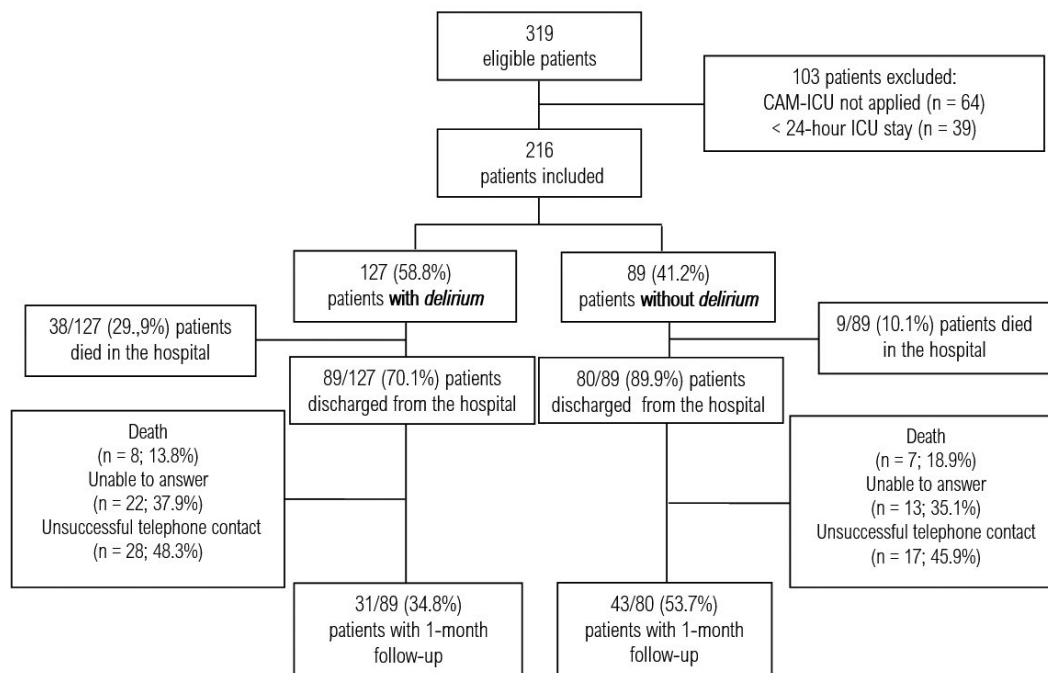 319
eligible patients
103 patients excluded:
CAM-ICU not applied (n = 64)
< 24-hour ICU stay (n = 39)
216
patients included
127 (58.8%)
patients with delirium
89 (41.2%)
patients without delirium
38/127 (29.,9%) patients
died in the hospital
9/89 (10.1%) patients died
in the hospital
89/127 (70.1%) patients
discharged from the hospital
80/89 (89.9%) patients
discharged from the hospital
Death
(n = 8; 13.8%)
Unable to answer
(n = 22; 37.9%)
Unsuccessful telephone contact
(n = 28; 48.3%)
Death
(n = 7; 18.9%)
Unable to answer
(n = 13; 35.1%)
Unsuccessful telephone contact
(n = 17; 45.9%)
31/89 (34.8%)
patients with 1-month
follow-up
43/80 (53.7%)
patients with 1-month
follow-up